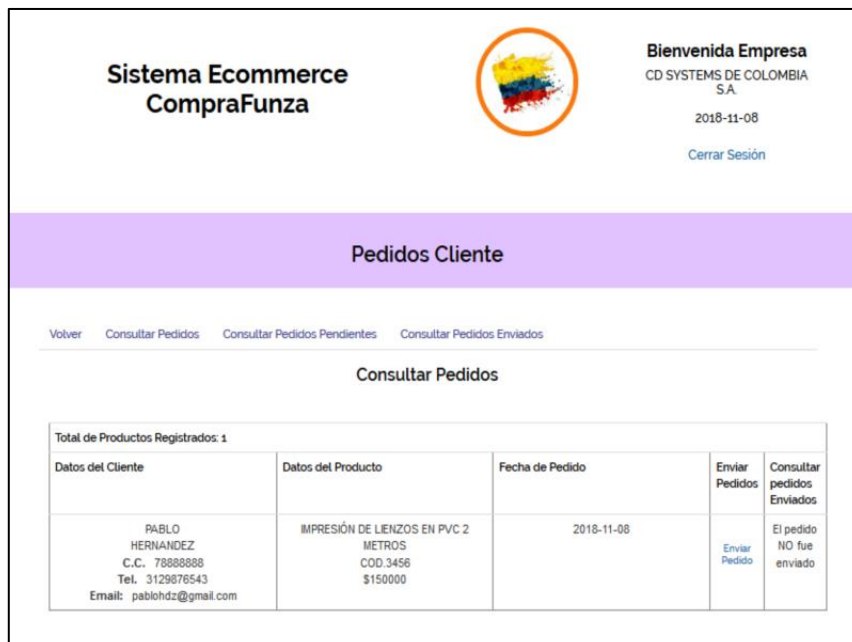 Sistema Ecommerce
CompraFunza
Bienvenida Empresa
CD SYSTEMS DE COLOMBIA
S.A.
2018-11-08
Cerrar Sesión
Pedidos Cliente
Volver Consultar Pedidos Consultar Pedidos Pendientes Consultar Pedidos Enviados
Consultar Pedidos
Total de Productos Registrados: 1
Datos del Cliente
Datos del Producto
Fecha de Pedido
Enviar
Pedidos
Consultar
pedidos
Enviados
PABLO
HERNANDEZ
C.C. 78888888
Tel. 3129876543
Email: pablohdz@gmail.com
IMPRESIÓN DE LIENZOS EN PVC 2
METROS
COD.3456
$150000
2018-11-08
Enviar
Pedido
El pedido
NO fue
enviado